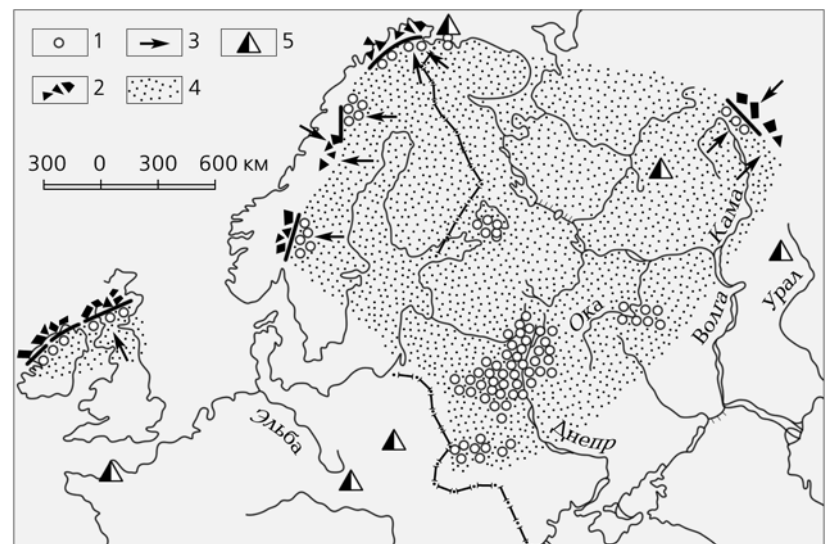 1 3 5
2 4
300 0 300 600 км
Кама
Волга
Урал
Ока
Днепр
Эльба